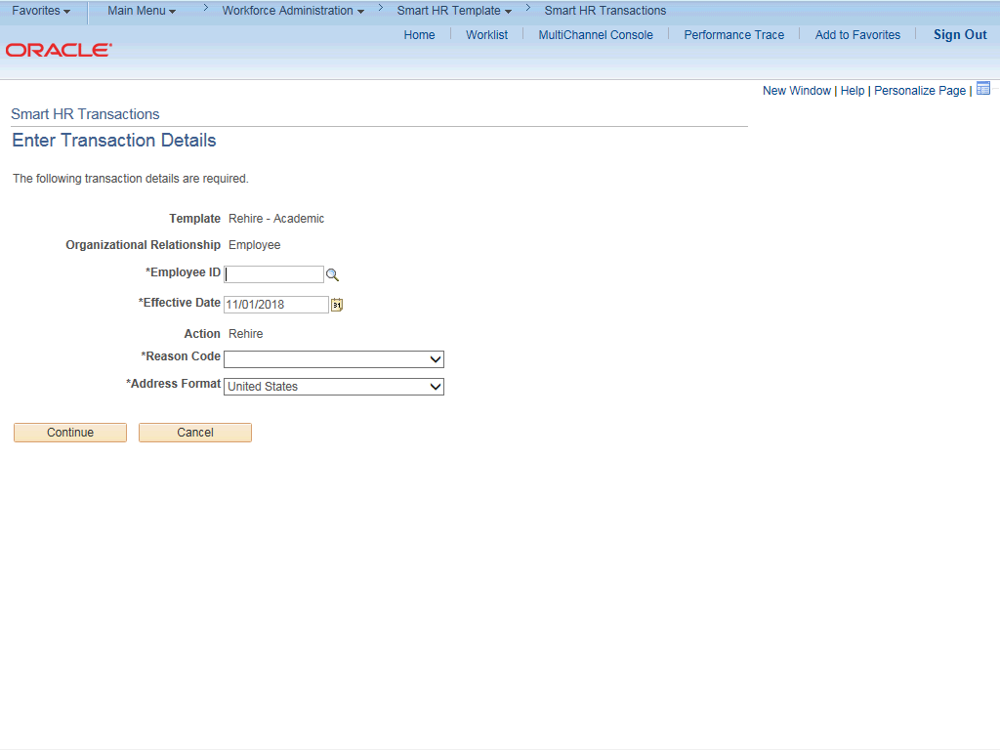 Favorites Main Menu > Workforce Administration > Smart HR Template > Smart HR Transactions
Home Worklist MultiChannel Console Performance Trace Add to Favorites Sign Out
ORACLE
New Window | Help | Personalize Page |
Smart HR Transactions
Enter Transaction Details
The following transaction details are required.
Template Rehire - Academic
Organizational Relationship Employee
*Employee ID
*Effective Date 11/01/2018 31
Action Rehire
*Reason Code
*Address Format United States
Continue Cancel